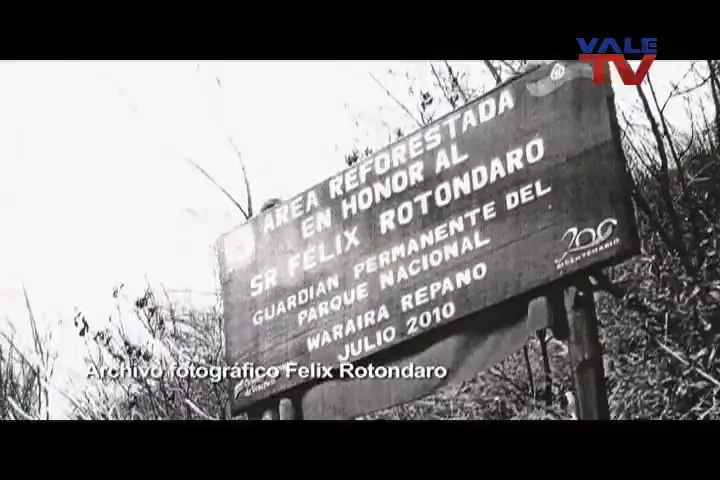 VALE
TV
AREA REFORESTADA
EN HONOR AL
SR FELIX ROTONDARO
GUARDIAN PERMANENTE DEL
PARQUE NACIONAL
WARAIRA REPANO
JULIO 2010
200
BICENTENARIO
Archivo fotográfico Felix Rotondaro